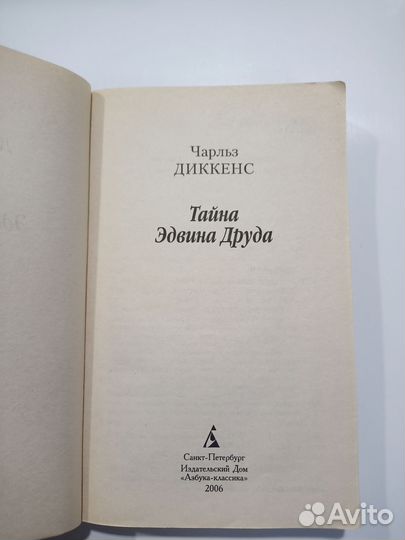 Чарльз
ДИККЕНС
Тайна
Эдвина Друда
Санкт-Петербург
Издательский Дом
«Азбука-классика»
2006
Avito